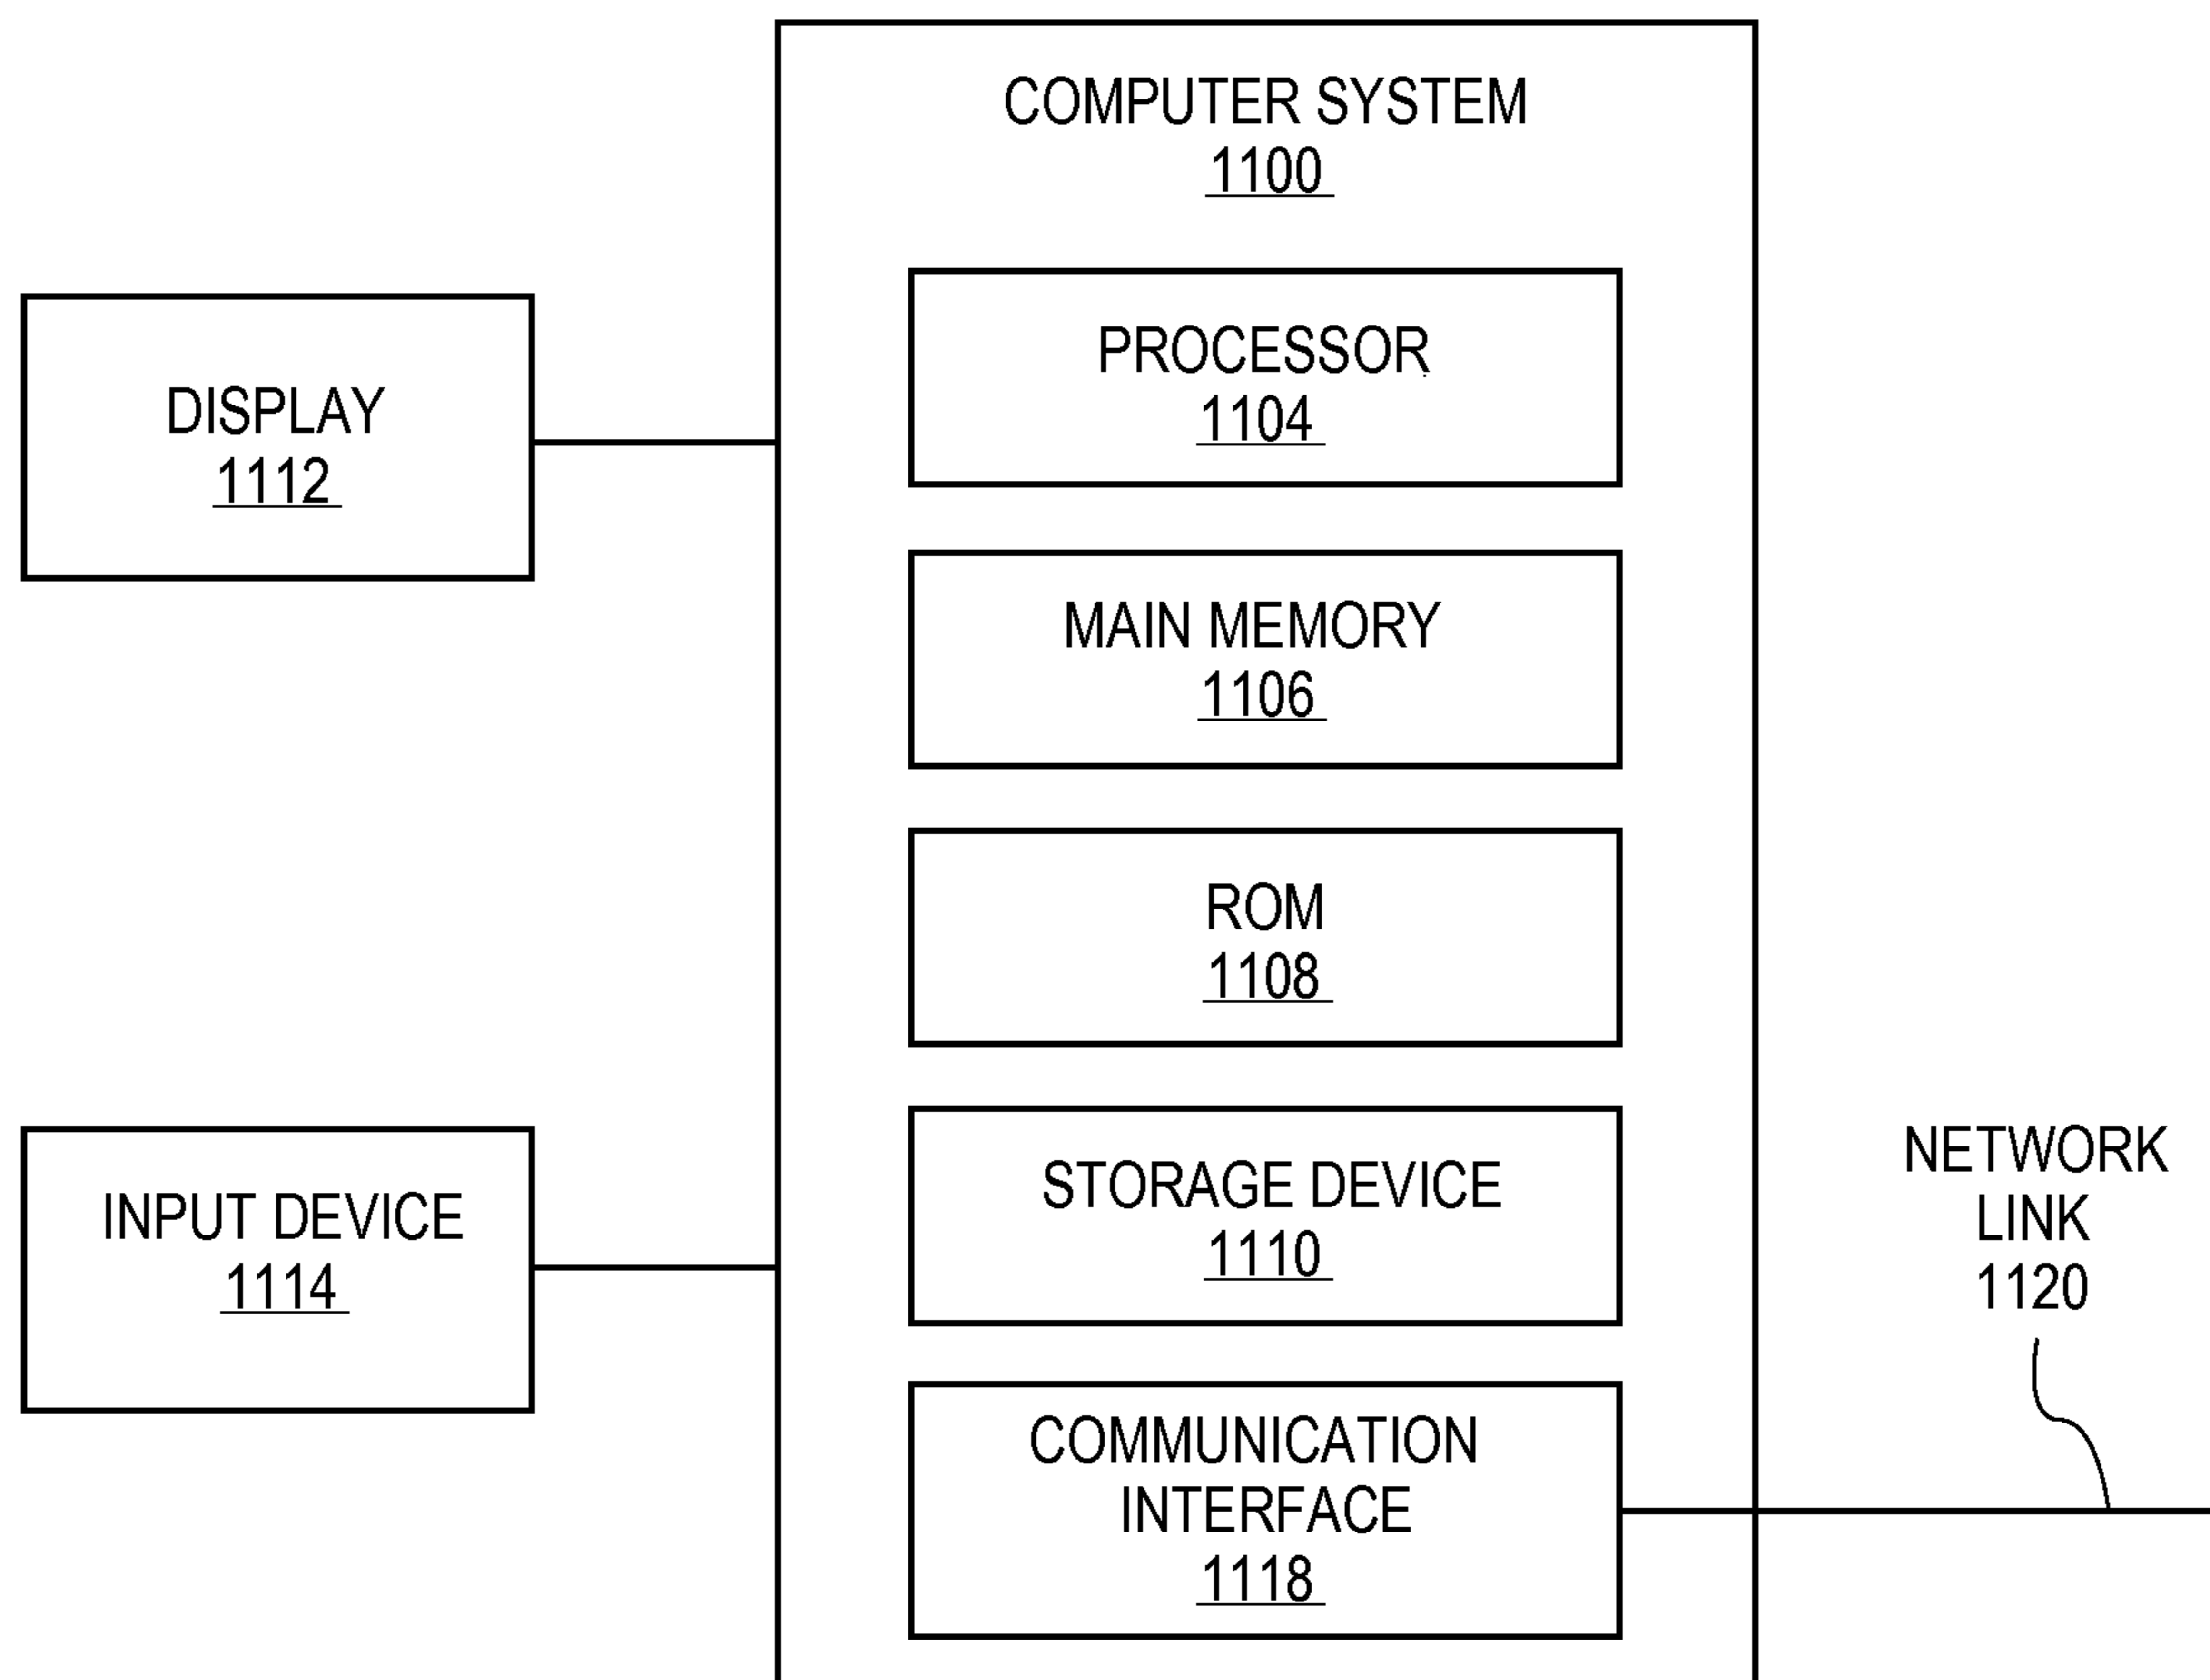 COMPUTER SYSTEM
1100
PROCESSOR
1104
DISPLAY
1112
MAIN MEMORY
1106
ROM
1108
STORAGE DEVICE
1110
INPUT DEVICE
1114
NETWORK
LINK
1120
COMMUNICATION
INTERFACE
1118